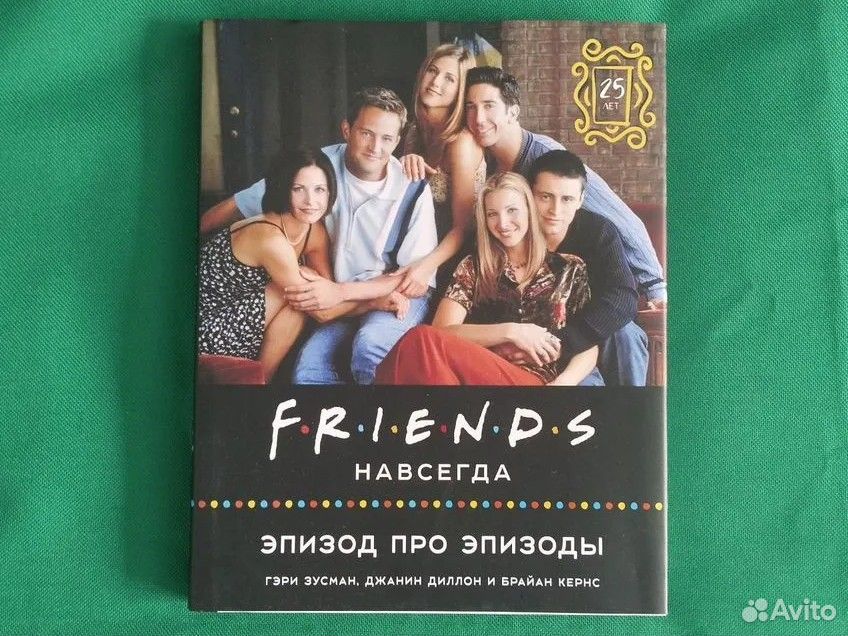 25
ЛЕТ
F·R·I·E·N·D·S
НАВСЕГДА
ЭПИЗОД ПРО ЭПИЗОДЫ
ГЭРИ ЗУСМАН, ДЖАНИН ДИЛЛОН И БРАЙАН КЕРНС
Avito